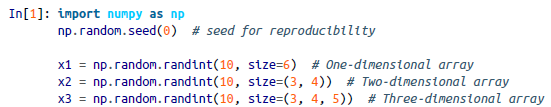 In[1]: import numpy as np
np.random.seed(0)  # seed for reproducibility
x1 = np.random.randint(10, size=6)  # One-dimensional array
x2 = np.random.randint(10, size=(3, 4))  # Two-dimensional array
x3 = np.random.randint(10, size=(3, 4, 5))  # Three-dimensional array